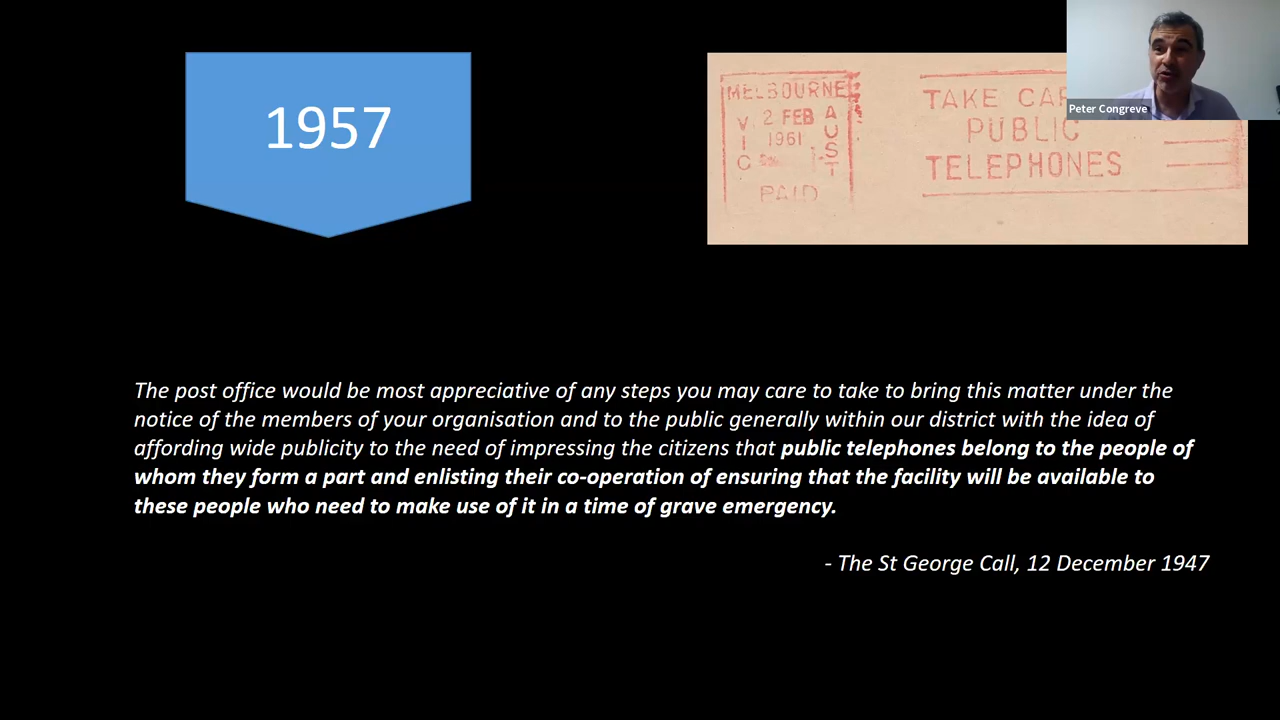 1957
MELBOURNE
2 FEB
1961
VIC
AUST
PAID
TAKE
PUBLIC
TELEPHONES
Peter Congreve
The post office would be most appreciative of any steps you may care to take to bring this matter under the
notice of the members of your organisation and to the public generally within our district with the idea of
affording wide publicity to the need of impressing the citizens that public telephones belong to the people of
whom they form a part and enlisting their co-operation of ensuring that the facility will be available to
these people who need to make use of it in a time of grave emergency.
- The St George Call, 12 December 1947